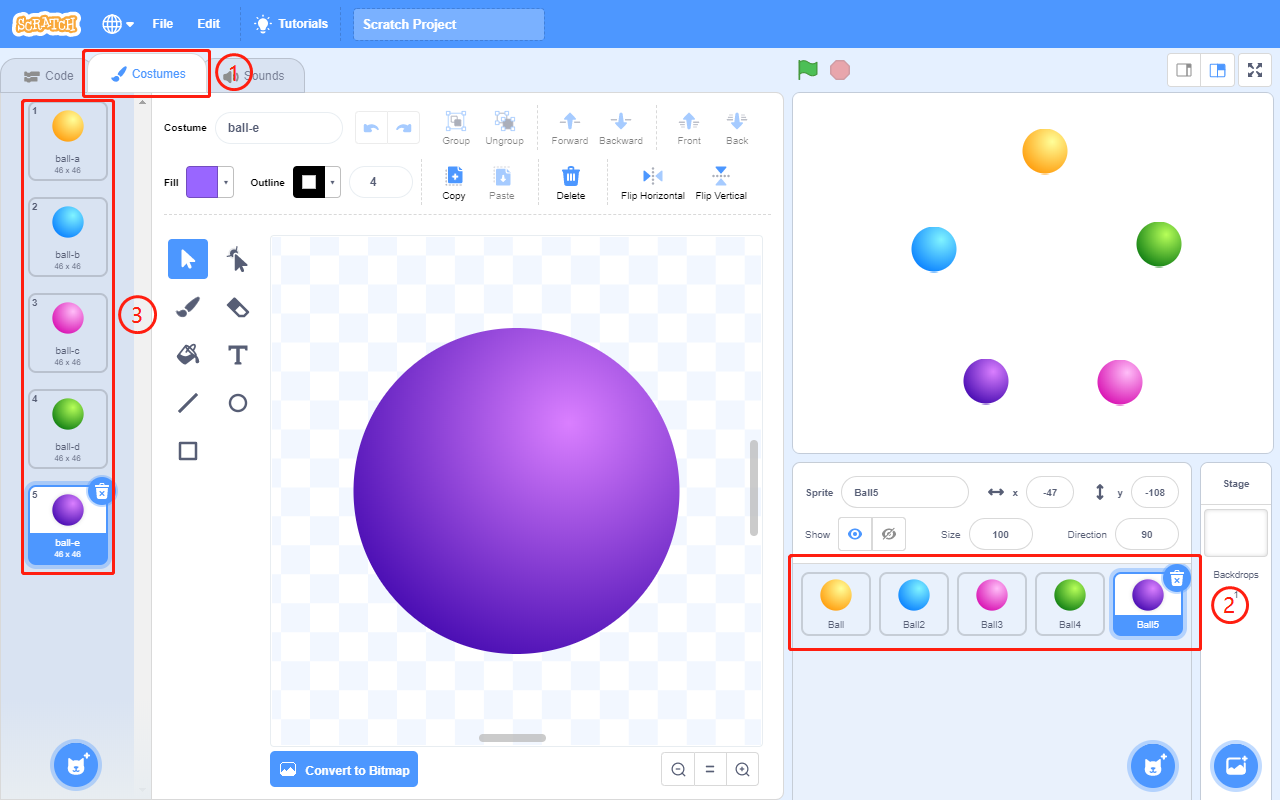 SCRATCH
File
Edit
Tutorials
Scratch Project
Code
Costumes
1
Sounds
1
ball-a
46 x 46
2
ball-b
46 x 46
3
ball-c
46 x 46
3
4
ball-d
46 x 46
5
ball-e
46 x 46
Costume
ball-e
Group
Ungroup
Forward
Backward
Front
Back
Fill
Outline
4
Copy
Paste
Delete
Flip Horizontal
Flip Vertical
Convert to Bitmap
Sprite
Ball5
x
-47
y
-108
Show
Size
100
Direction
90
Ball
Ball2
Ball3
Ball4
Ball5
Stage
Backdrops
1
2